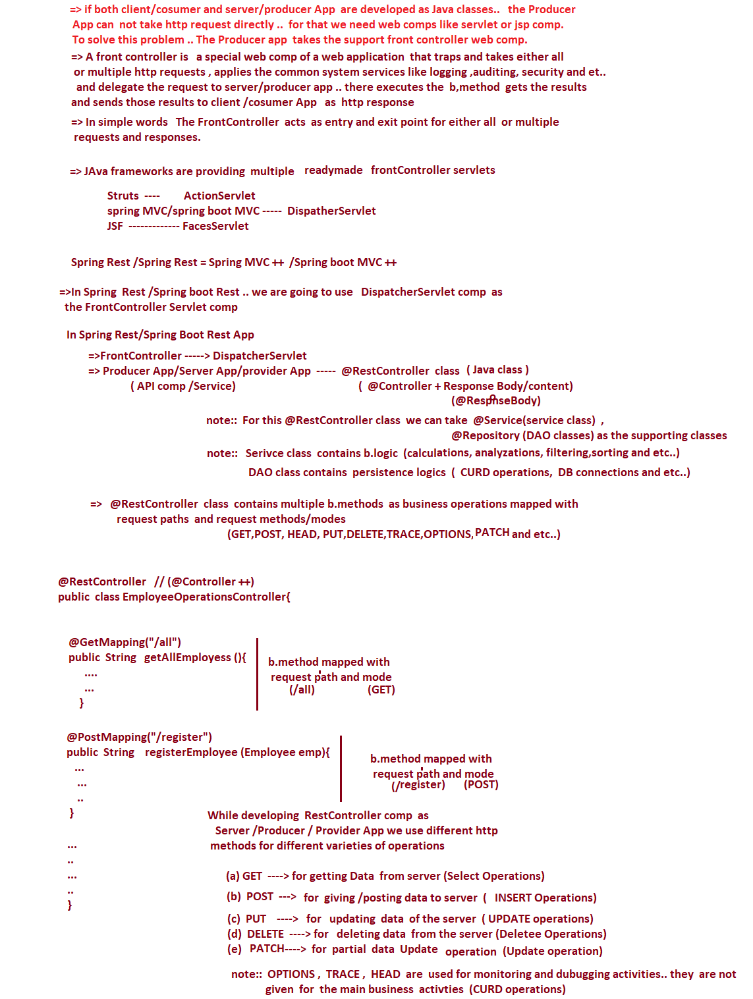 => if both client/cosumer and server/producer App are developed as Java classes.. the Producer
App can not take http request directly .. for that we need web comps like servlet or jsp comp.
To solve this problem .. The Producer app takes the support front controller web comp.
=> A front controller is a special web comp of a web application that traps and takes either all
or multiple http requests , applies the common system services like logging ,auditing, security and et..
and delegate the request to server/producer app .. there executes the b,method gets the results
and sends those results to client /cosumer App as http response
=> In simple words The FrontController acts as entry and exit point for either all or multiple
requests and responses.
=> JAva frameworks are providing multiple readymade frontController servlets
Struts ---- ActionServlet
spring MVC/spring boot MVC ----- DispatherServlet
JSF ------------- FacesServlet
Spring Rest /Spring Rest = Spring MVC ++ /Spring boot MVC ++
=>In Spring Rest /Spring boot Rest .. we are going to use DispatcherServlet comp as
the FrontController Servlet comp
In Spring Rest/Spring Boot Rest App
=>FrontController -----> DispatcherServlet
=> Producer App/Server App/provider App ----- @RestController class ( Java class )
( API comp /Service) ( @Controller + Response Body/content)
(@ResponseBody)
note:: For this @RestController class we can take @Service(service class) ,
@Repository (DAO classes) as the supporting classes
note:: Serivce class contains b.logic (calculations, analyzations, filtering,sorting and etc..)
DAO class contains persistence logics ( CURD operations, DB connections and etc..)
=> @RestController class contains multiple b.methods as business operations mapped with
request paths and request methods/modes
(GET,POST, HEAD, PUT,DELETE,TRACE,OPTIONS, PATCH and etc..)
@RestController // (@Controller ++)
public class EmployeeOperationsController{
@GetMapping("/all")
public String getAllEmployess (){
....
...
}
b.method mapped with
request path and mode
(/all) (GET)
@PostMapping("/register")
public String registerEmployee (Employee emp){
...
...
..
}
b.method mapped with
request path and mode
(/register) (POST)
...
..
...
..
}
While developing RestController comp as
Server /Producer / Provider App we use different http
methods for different varieties of operations
(a) GET ----> for getting Data from server (Select Operations)
(b) POST ---> for giving /posting data to server ( INSERT Operations)
(c) PUT ----> for updating data of the server ( UPDATE operations)
(d) DELETE ----> for deleting data from the server (Deletee Operations)
(e) PATCH----> for partial data Update operation (Update operation)
note:: OPTIONS , TRACE , HEAD are used for monitoring and dubugging activities.. they are not
given for the main business activties (CURD operations)